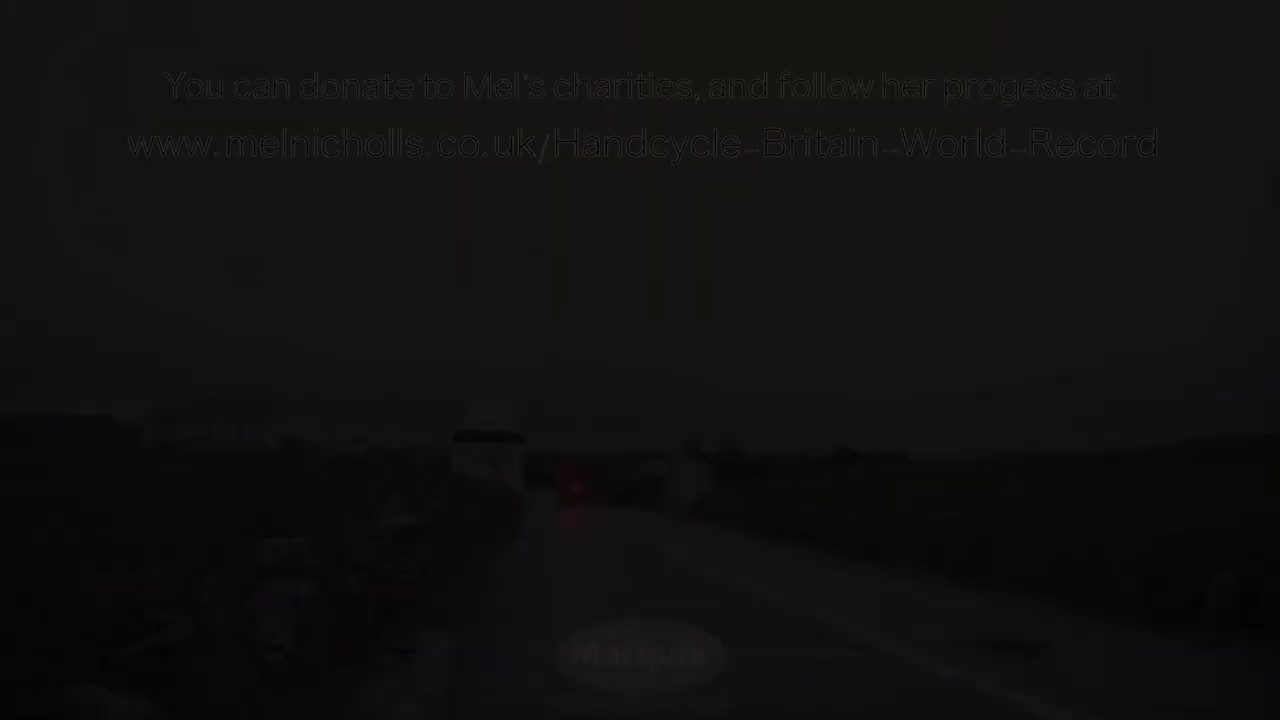 You can donate to Mel's charities, and follow her progess at
www.melnicholls.co.uk/Handcycle-Britain-World-Record
Marquis